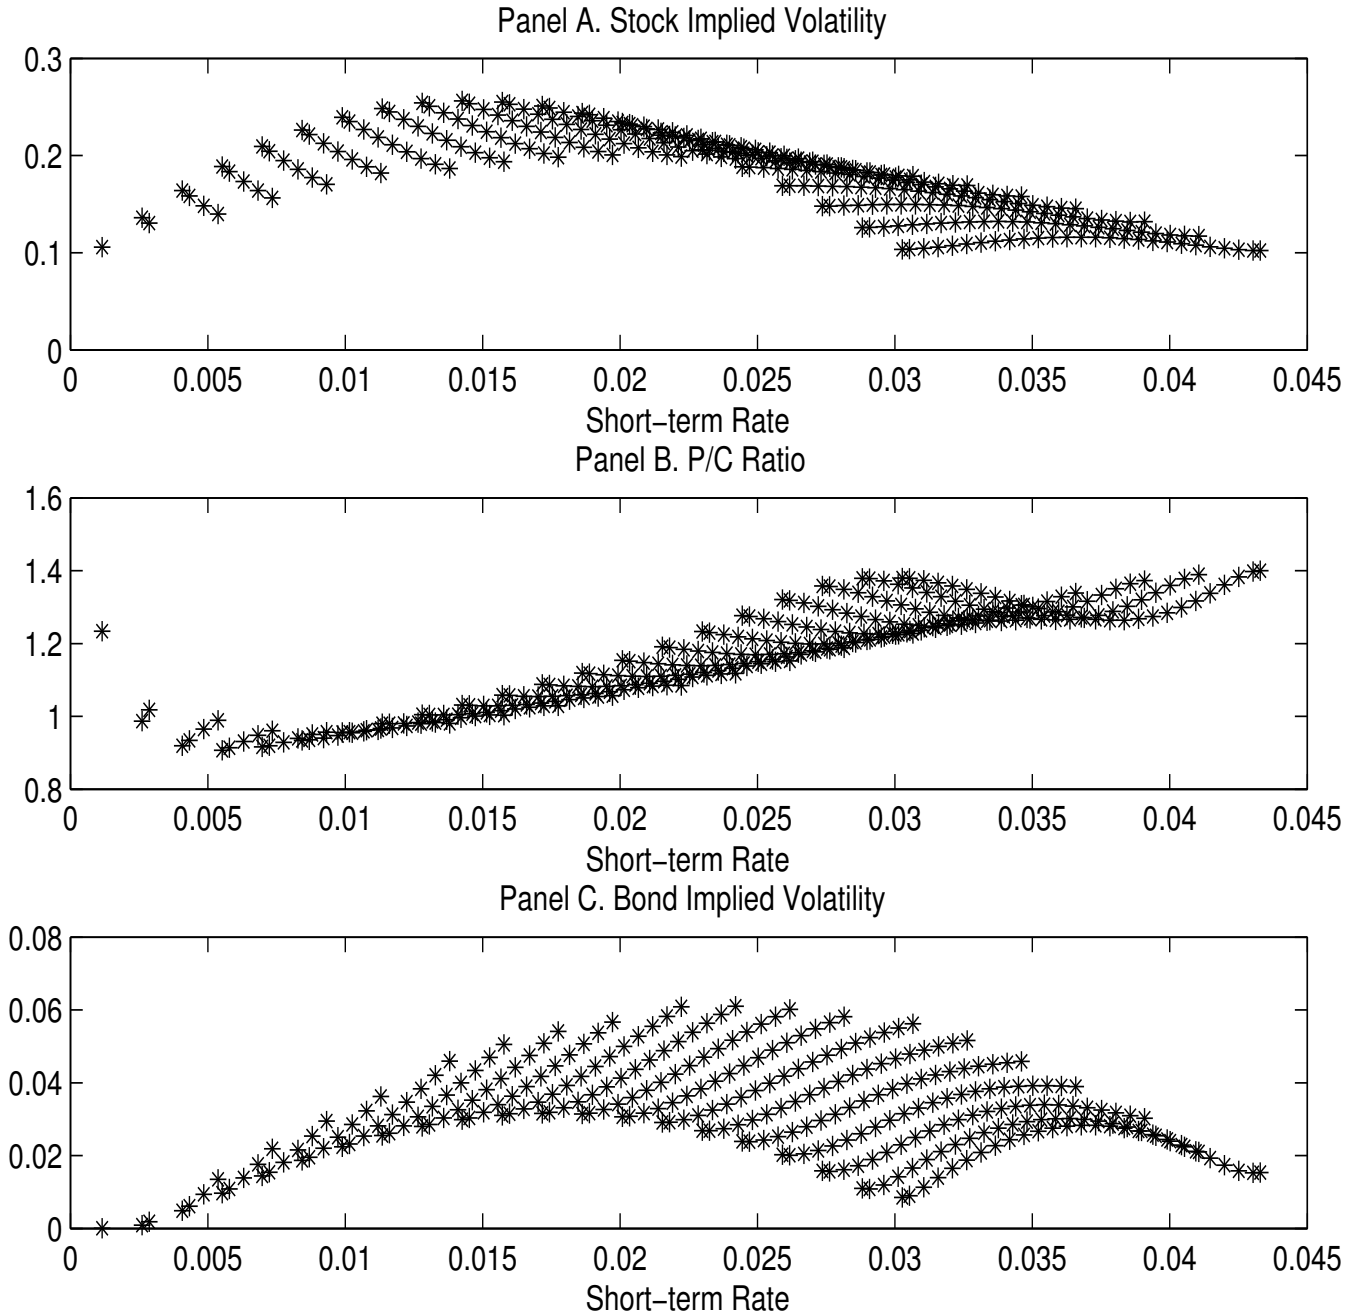 Panel A. Stock Implied Volatility
0.3
0.2
0.1
0
0 0.005 0.01 0.015 0.02 0.025 0.03 0.035 0.04 0.045
Short−term Rate
Panel B. P/C Ratio
1.6
1.4
1.2
1
0.8
0 0.005 0.01 0.015 0.02 0.025 0.03 0.035 0.04 0.045
Short−term Rate
Panel C. Bond Implied Volatility
0.08
0.06
0.04
0.02
0
0 0.005 0.01 0.015 0.02 0.025 0.03 0.035 0.04 0.045
Short−term Rate